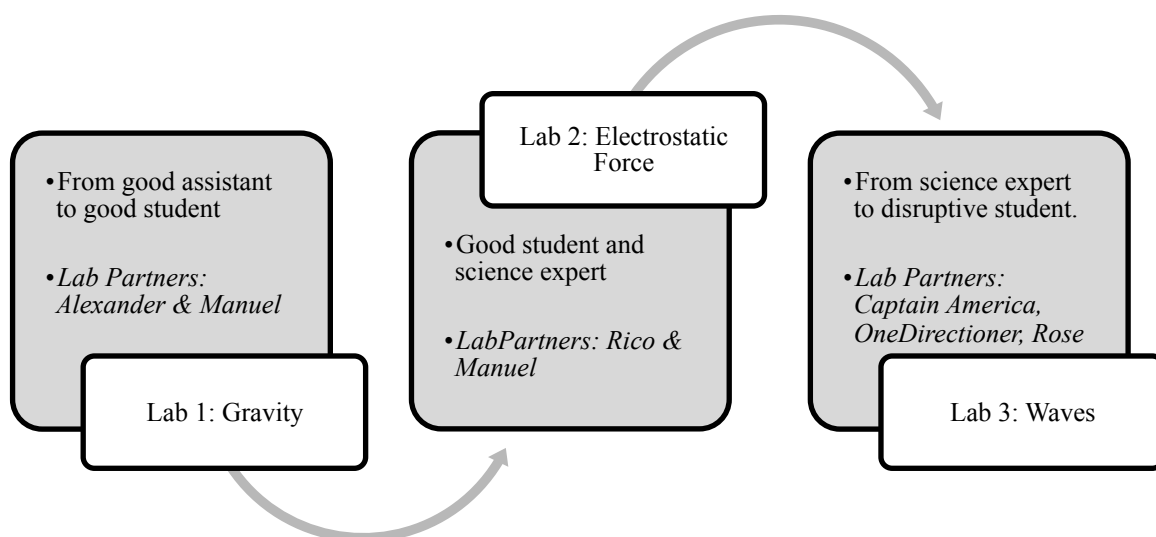 •From good assistant
to good student
•Lab Partners:
Alexander & Manuel
Lab 1: Gravity
Lab 2: Electrostatic
Force
•Good student and
science expert
•LabPartners: Rico &
Manuel
•From science expert
to disruptive student.
•Lab Partners:
Captain America,
OneDirectioner, Rose
Lab 3: Waves